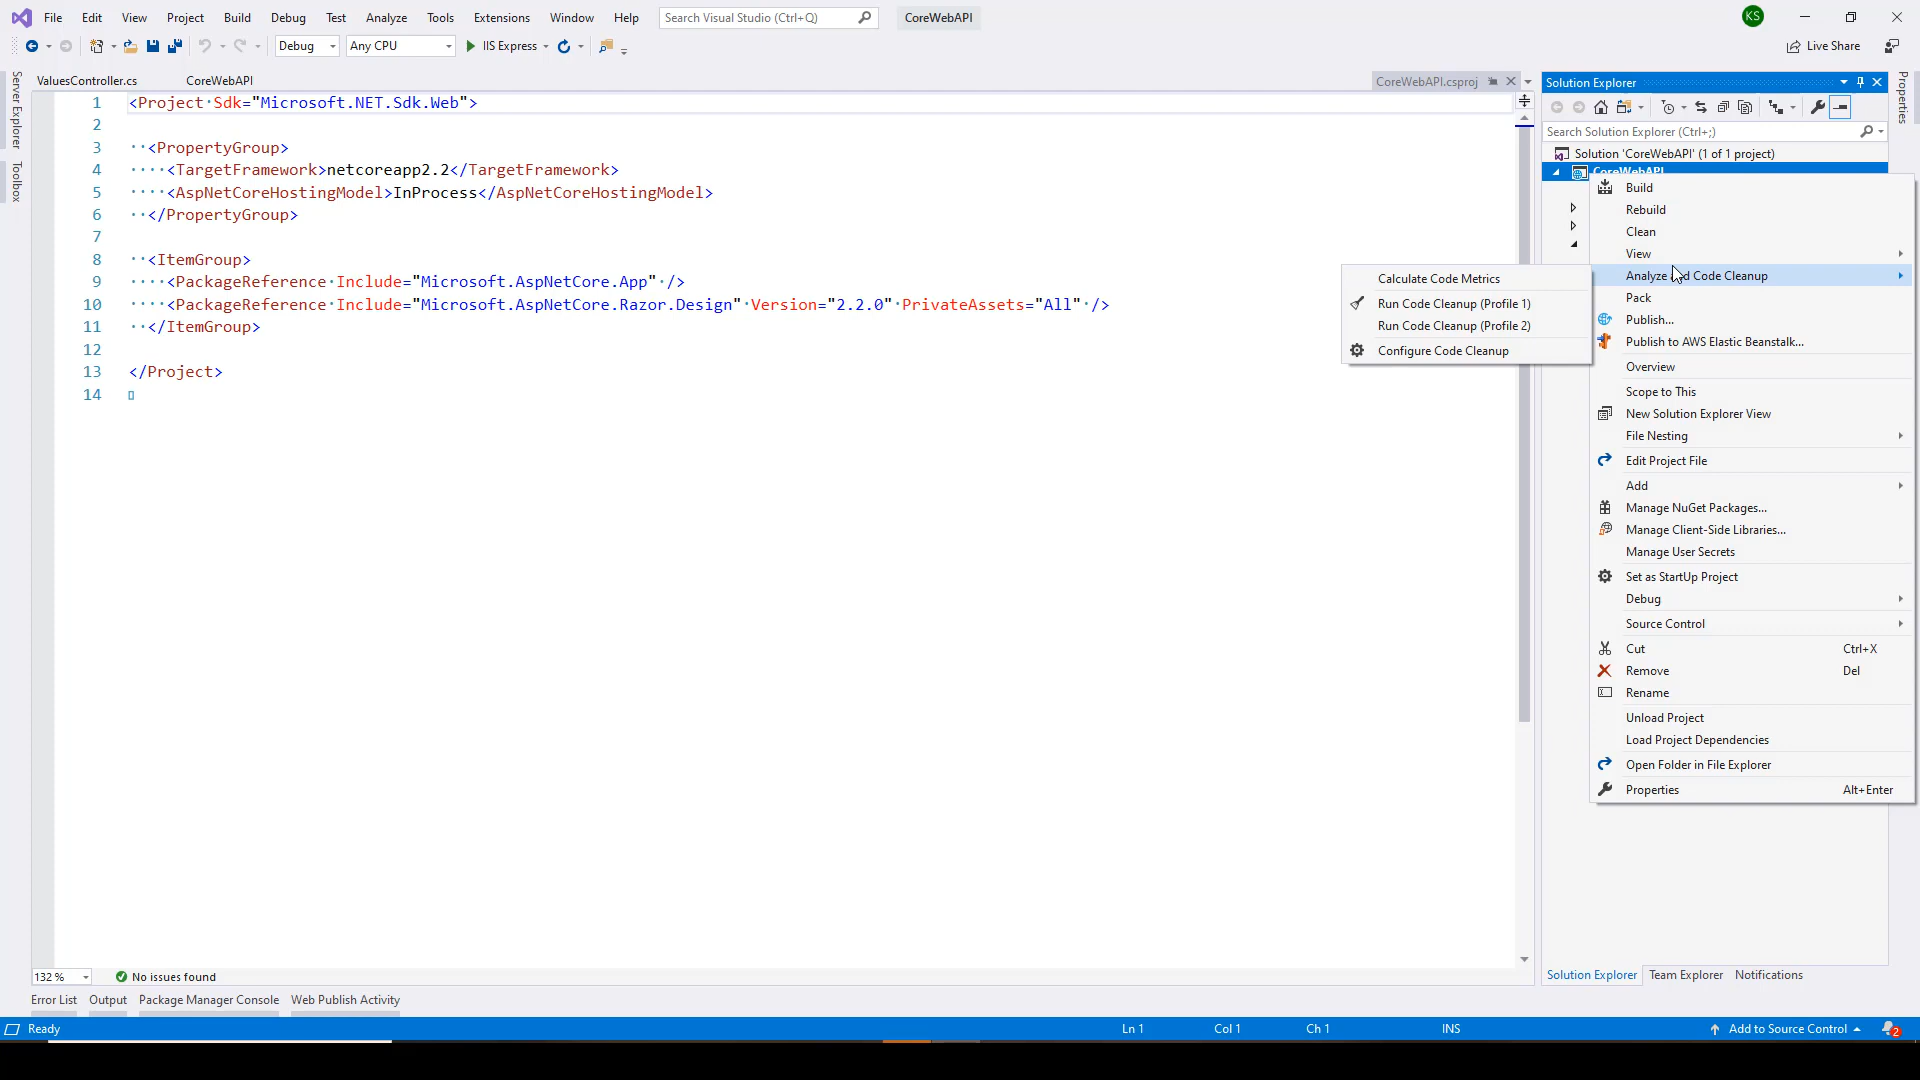 File Edit View Project Build Debug Test Analyze Tools Extensions Window Help Search Visual Studio (Ctrl+Q) CoreWebAPI KS
Debug Any CPU IIS Express Live Share
ValuesController.cs CoreWebAPI CoreWebAPI.csproj
Server Explorer
Toolbox
1 <Project Sdk="Microsoft.NET.Sdk.Web">
2
3 <PropertyGroup>
4 <TargetFramework>netcoreapp2.2</TargetFramework>
5 <AspNetCoreHostingModel>InProcess</AspNetCoreHostingModel>
6 </PropertyGroup>
7
8 <ItemGroup>
9 <PackageReference Include="Microsoft.AspNetCore.App" />
10 <PackageReference Include="Microsoft.AspNetCore.Razor.Design" Version="2.2.0" PrivateAssets="All" />
11 </ItemGroup>
12
13 </Project>
14
Calculate Code Metrics
Run Code Cleanup (Profile 1)
Run Code Cleanup (Profile 2)
Configure Code Cleanup
Solution Explorer
Properties
Search Solution Explorer (Ctrl+;)
Solution 'CoreWebAPI' (1 of 1 project)
CoreWebAPI
Build
Rebuild
Clean
View
Analyze and Code Cleanup
Pack
Publish...
Publish to AWS Elastic Beanstalk...
Overview
Scope to This
New Solution Explorer View
File Nesting
Edit Project File
Add
Manage NuGet Packages...
Manage Client-Side Libraries...
Manage User Secrets
Set as StartUp Project
Debug
Source Control
Cut Ctrl+X
Remove Del
Rename
Unload Project
Load Project Dependencies
Open Folder in File Explorer
Properties Alt+Enter
132 % No issues found
Solution Explorer Team Explorer Notifications
Error List Output Package Manager Console Web Publish Activity
Ready Ln 1 Col 1 Ch 1 INS Add to Source Control 2